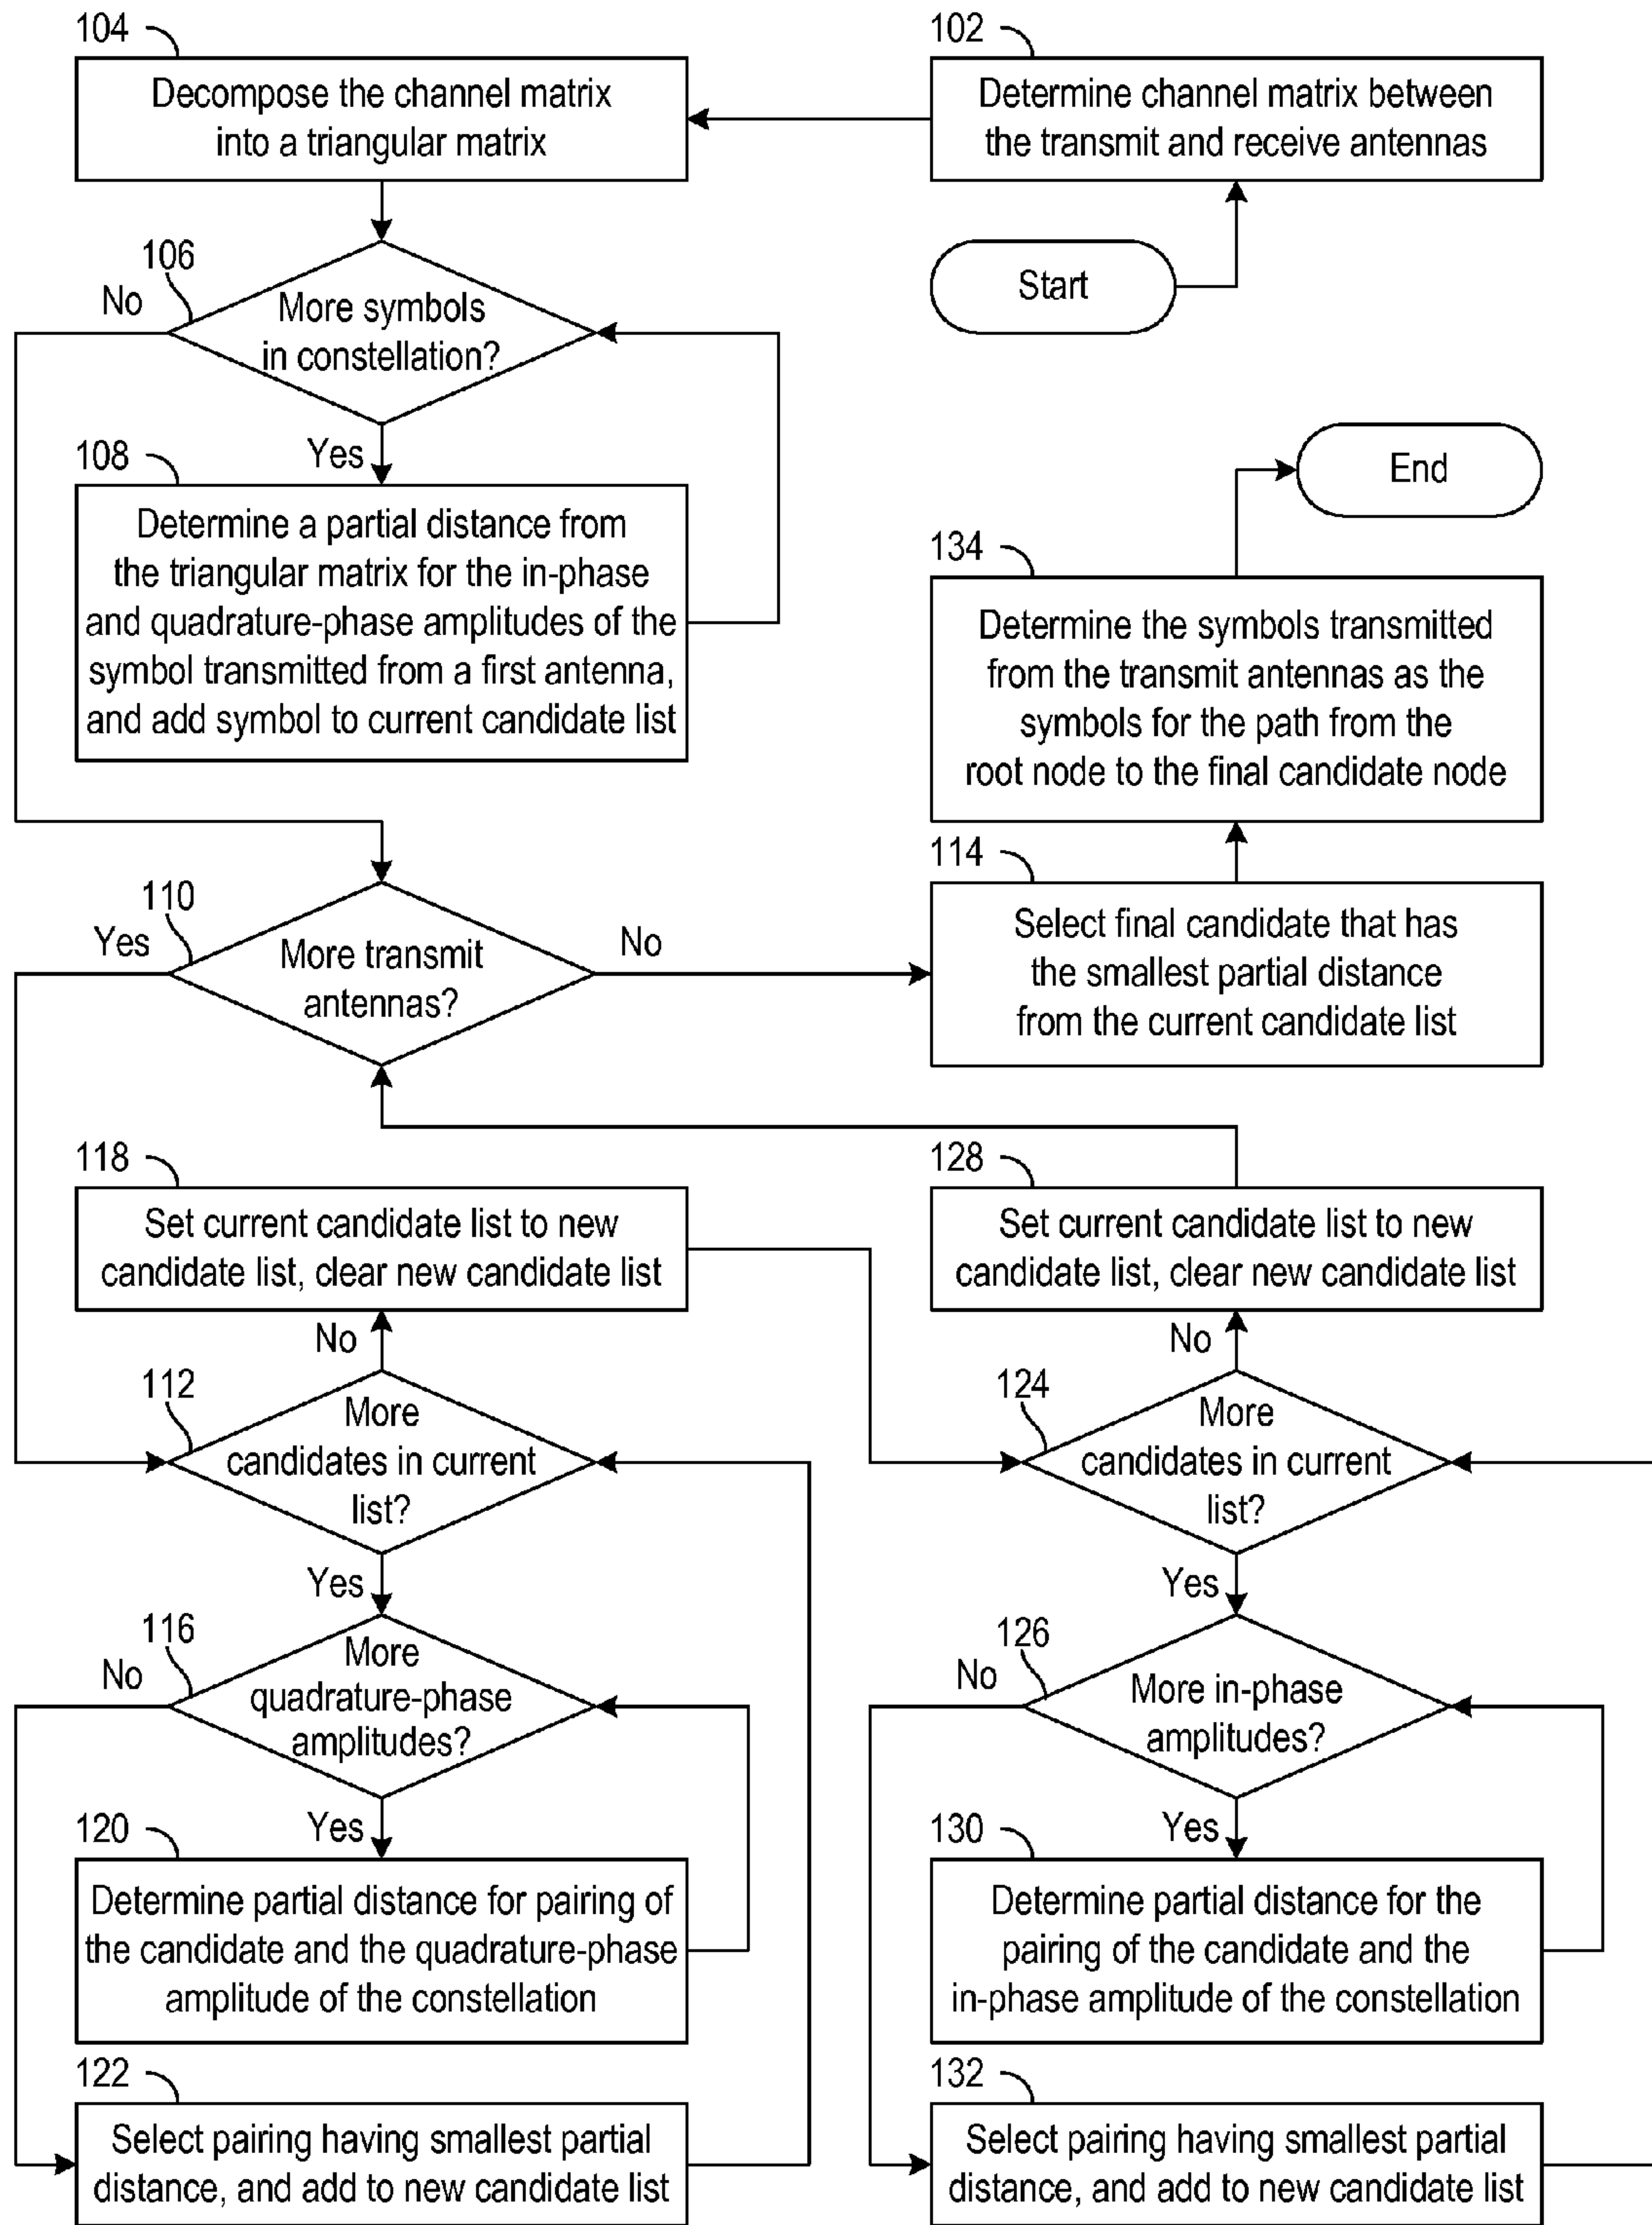 104
Decompose the channel matrix
into a triangular matrix
102
Determine channel matrix between
the transmit and receive antennas
Start
106
No
More symbols
in constellation?
Yes
108
Determine a partial distance from
the triangular matrix for the in-phase
and quadrature-phase amplitudes of the
symbol transmitted from a first antenna,
and add symbol to current candidate list
End
134
Determine the symbols transmitted
from the transmit antennas as the
symbols for the path from the
root node to the final candidate node
110
Yes
More transmit
antennas?
No
114
Select final candidate that has
the smallest partial distance
from the current candidate list
118
Set current candidate list to new
candidate list, clear new candidate list
No
112
More
candidates in current
list?
Yes
116
No
More
quadrature-phase
amplitudes?
Yes
120
Determine partial distance for pairing of
the candidate and the quadrature-phase
amplitude of the constellation
122
Select pairing having smallest partial
distance, and add to new candidate list
128
Set current candidate list to new
candidate list, clear new candidate list
No
124
More
candidates in current
list?
Yes
126
No
More in-phase
amplitudes?
Yes
130
Determine partial distance for the
pairing of the candidate and the
in-phase amplitude of the constellation
132
Select pairing having smallest partial
distance, and add to new candidate list